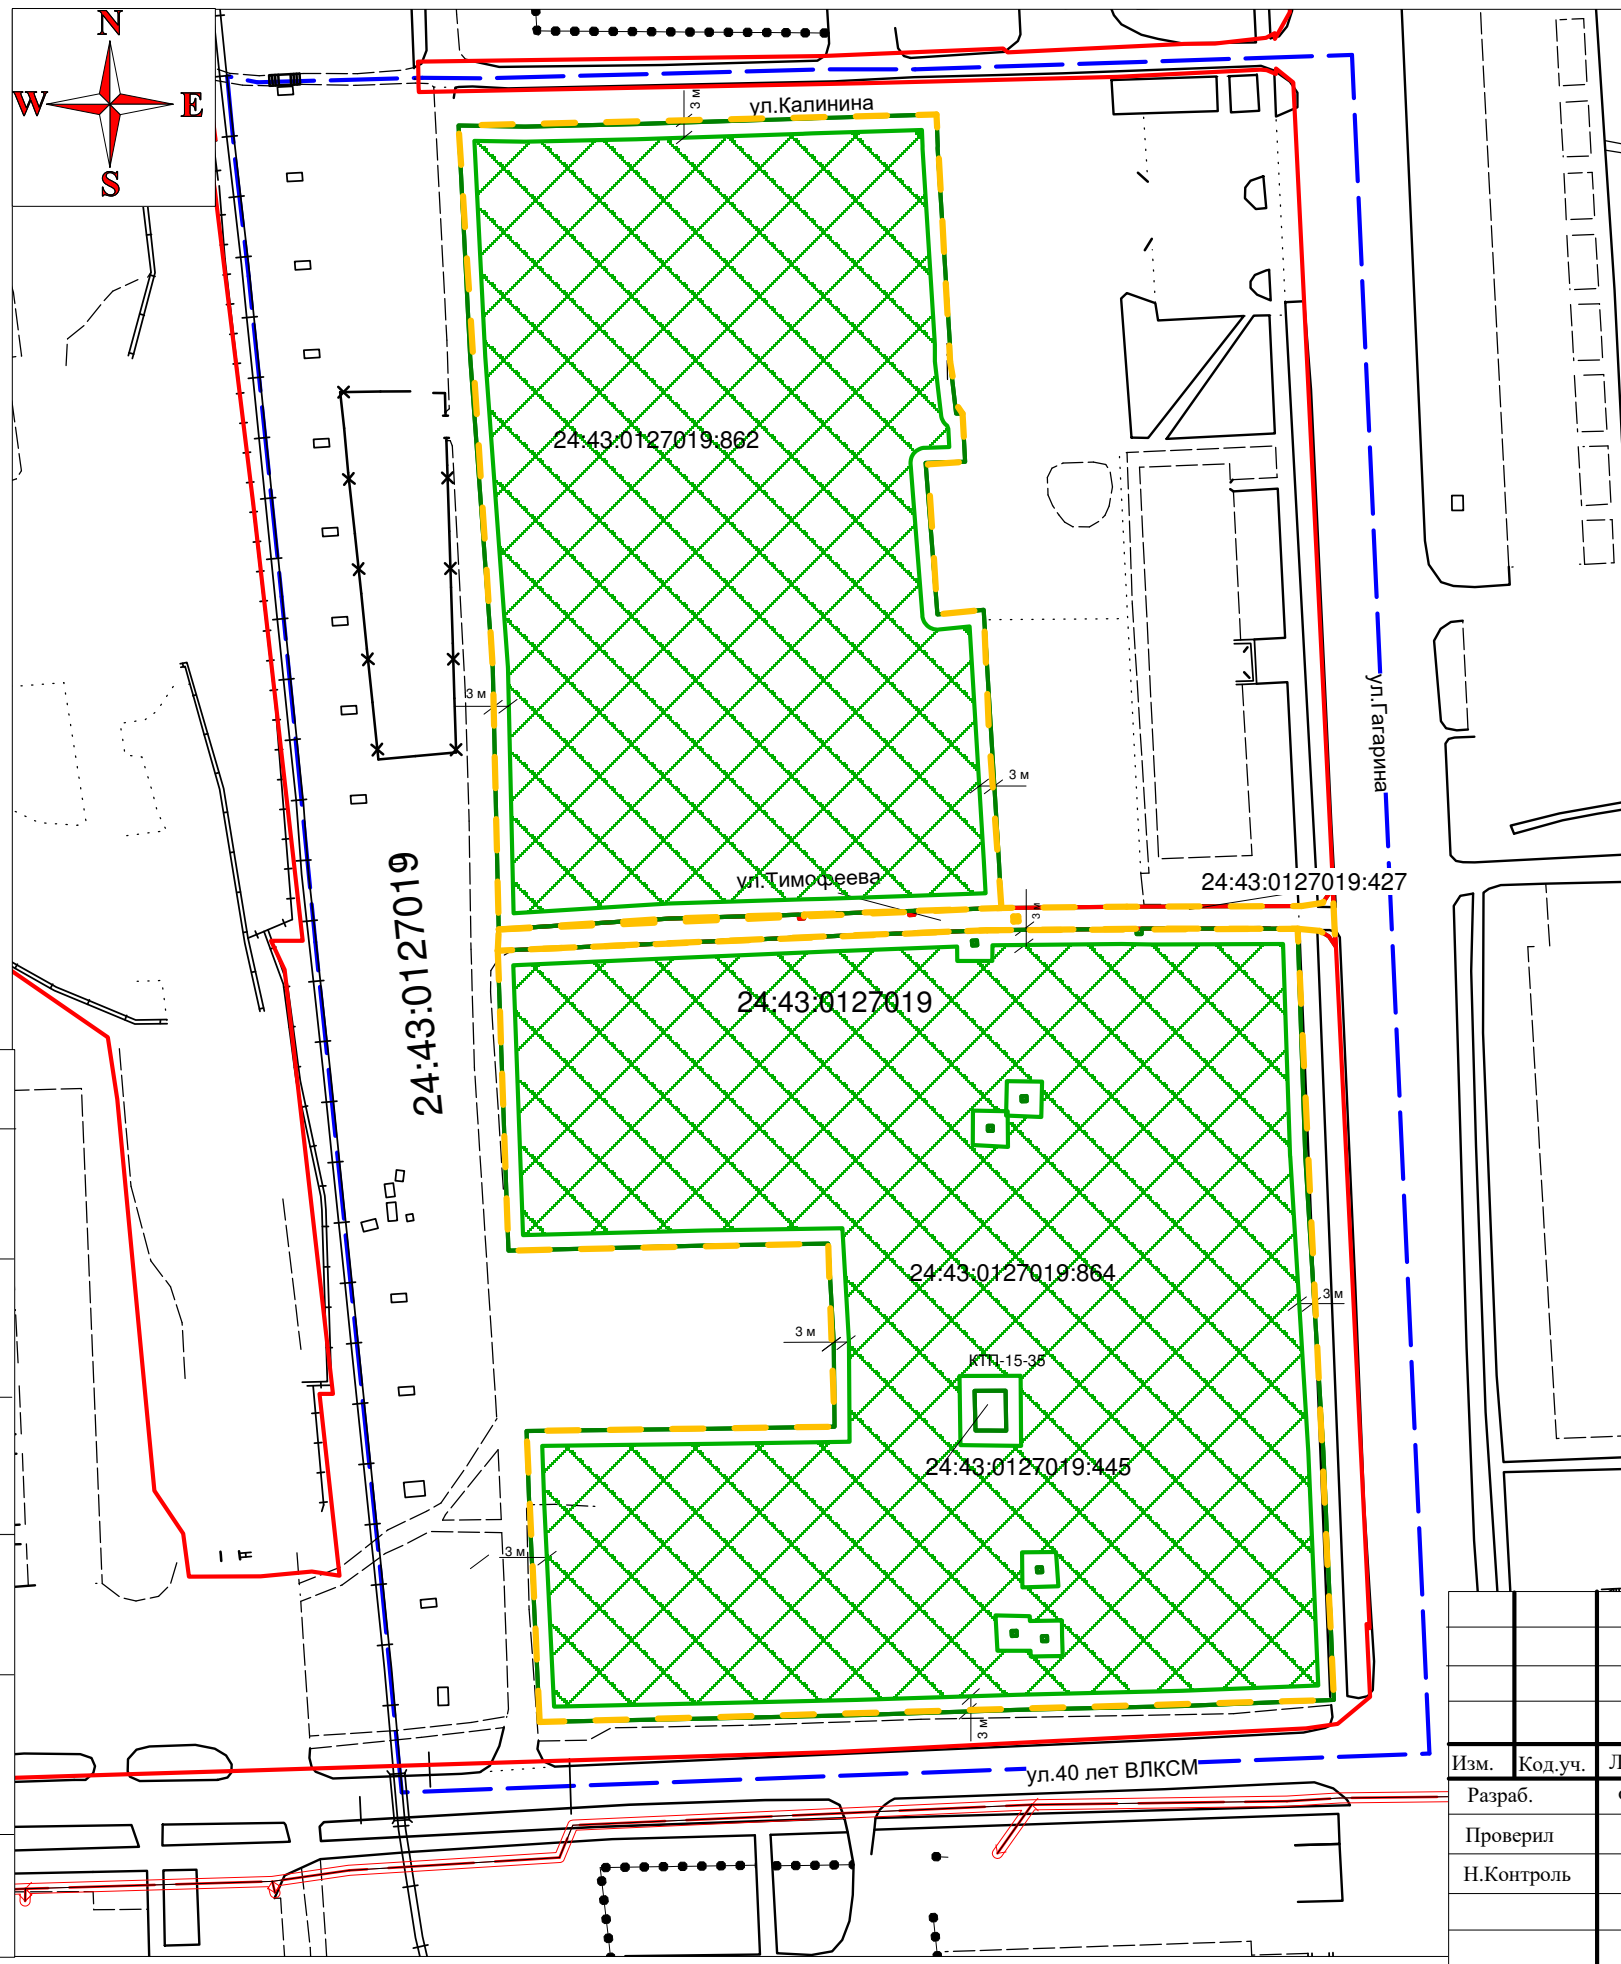 N
W E
S
3 м
ул.Калинина
24:43:0127019:862
3 м
ул.Гагарина
3 м
24:43:0127019
ул.Тимофеева
24:43:0127019:427
3 м
24:43:0127019
24:43:0127019:864
3 м
3 м
КТП-15-35
24:43:0127019:445
3 м
3 м
ул.40 лет ВЛКСМ
Изм. Код.уч.
Разраб.
Проверил
Н.Контроль